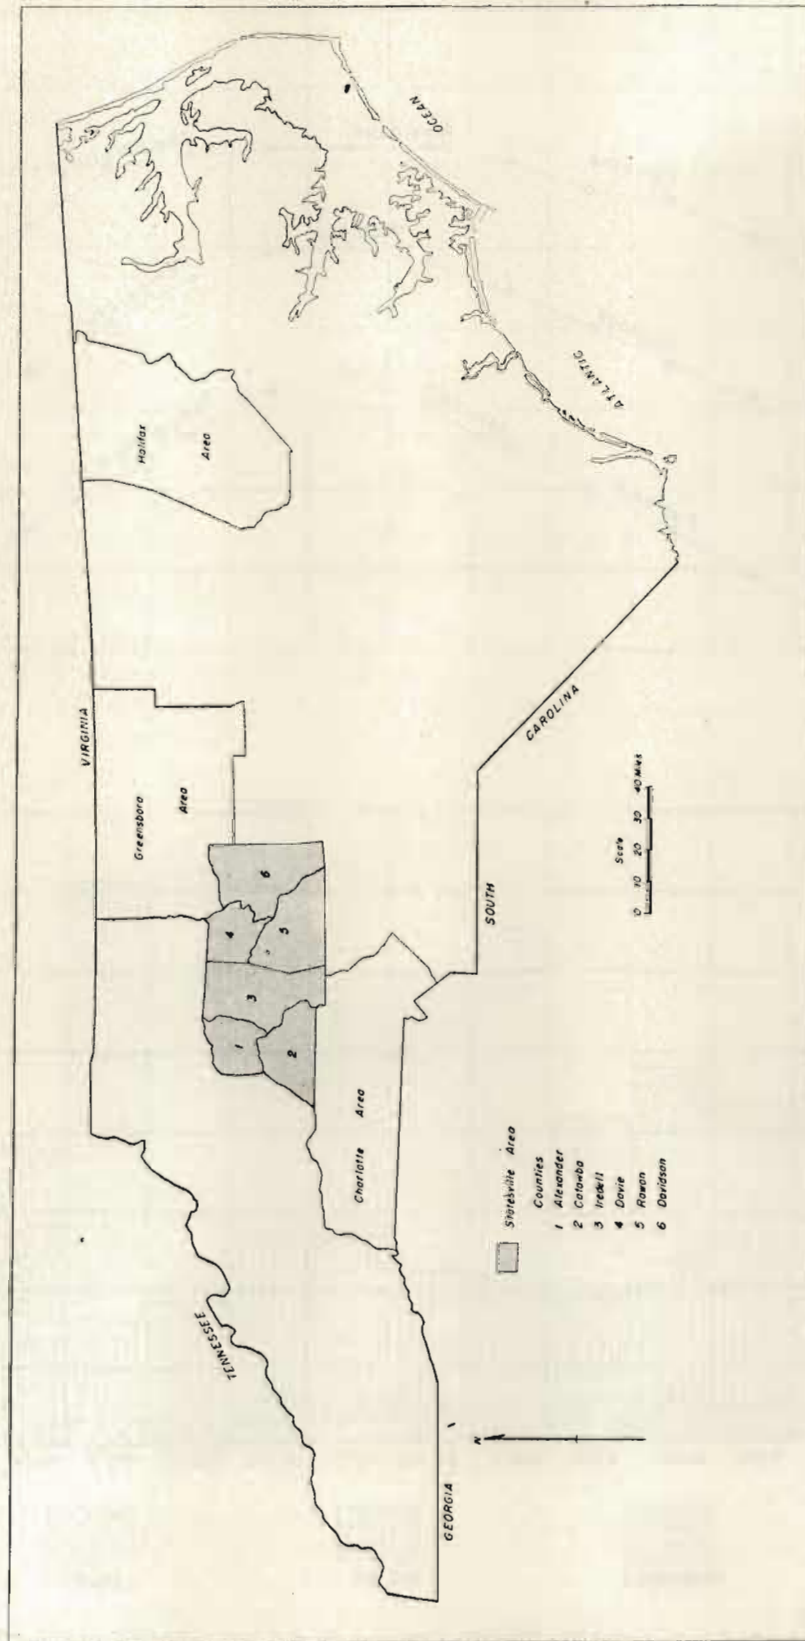 VIRGINIA
TENNESSEE
GEORGIA
SOUTH
CAROLINA
ATLANTIC
OCEAN
Greensboro
Area
Halifax
Area
Charlotte Area
1
2
3
4
5
6
N
Statesville Area
Counties
1 Alexander
2 Catawba
3 Iredell
4 Davie
5 Rowan
6 Davidson
Scale
0 10 20 30 40 Miles